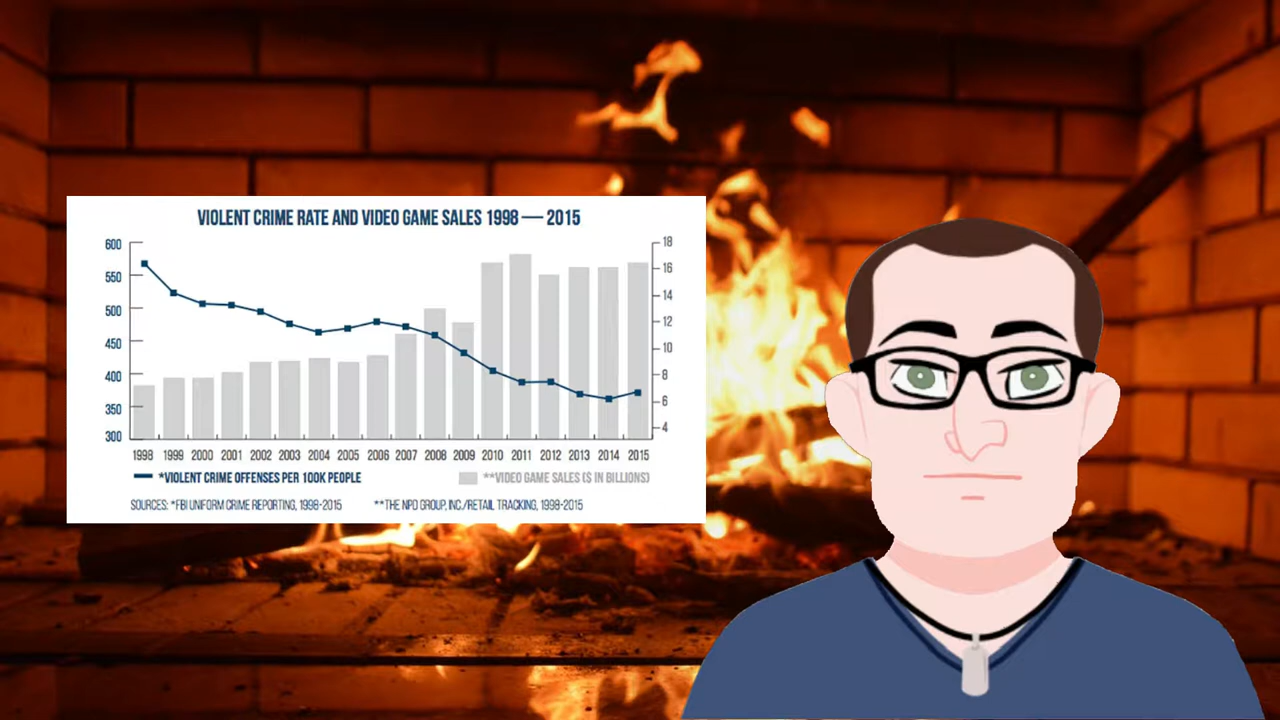 VIOLENT CRIME RATE AND VIDEO GAME SALES 1998 — 2015
600 18
550 16
500 14
450 12
400 10
350 8
300 6
4
1998 1999 2000 2001 2002 2003 2004 2005 2006 2007 2008 2009 2010 2011 2012 2013 2014 2015
*VIOLENT CRIME OFFENSES PER 100K PEOPLE **VIDEO GAME SALES ($ IN BILLIONS)
SOURCES: *FBI UNIFORM CRIME REPORTING, 1998-2015 **THE NPD GROUP, INC./RETAIL TRACKING, 1998-2015